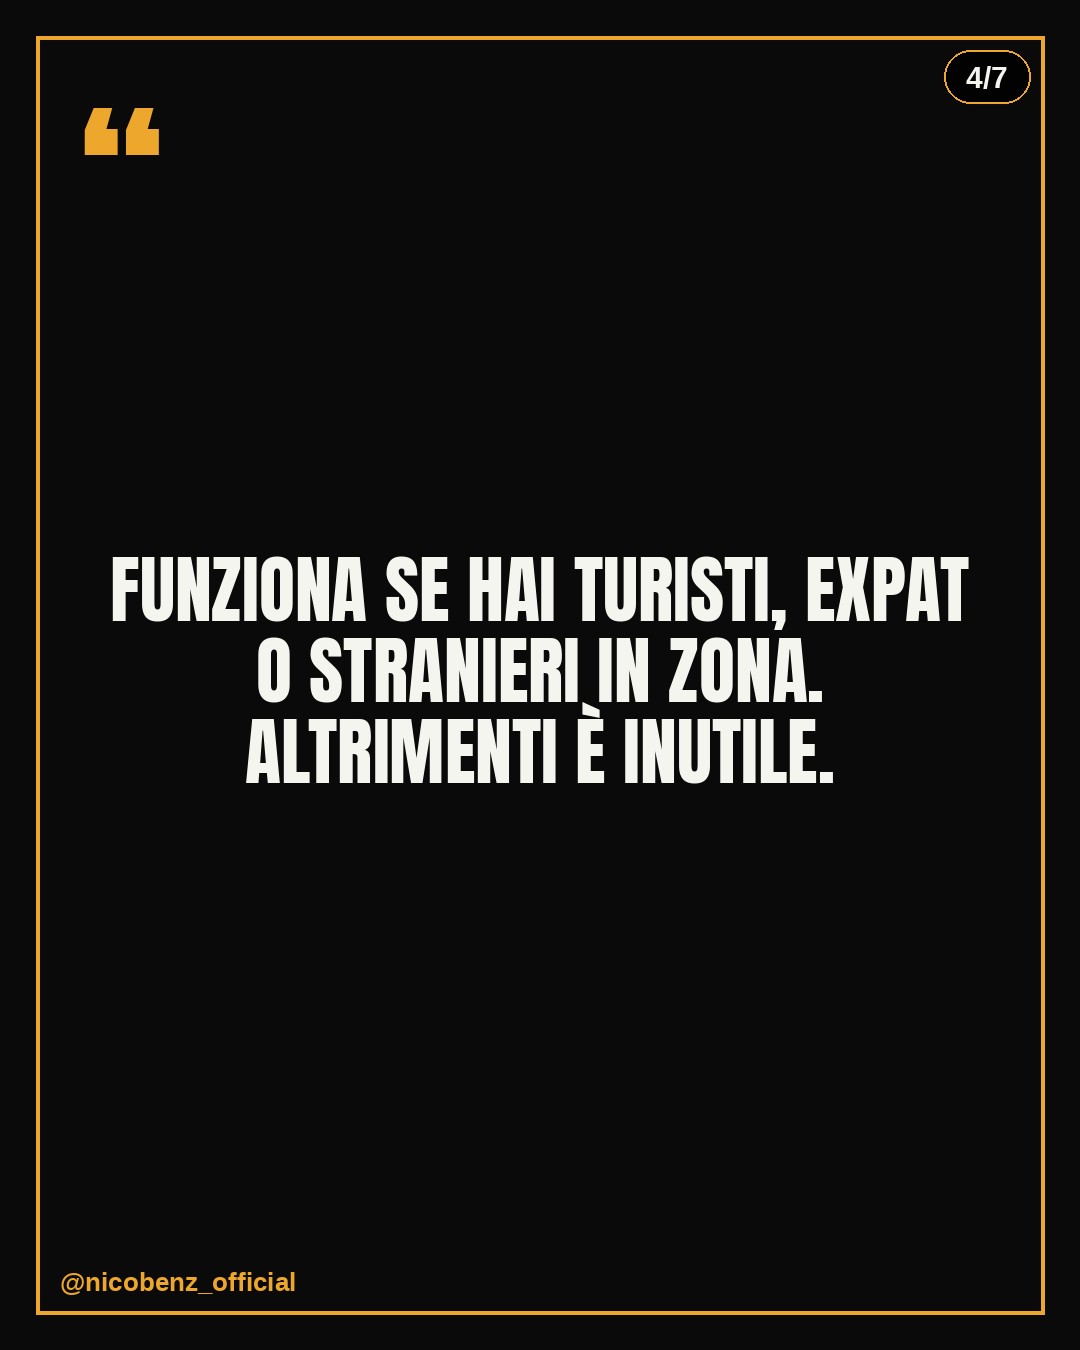 4/7
“
FUNZIONA SE HAI TURISTI, EXPAT
O STRANIERI IN ZONA.
ALTRIMENTI È INUTILE.
@nicobenz_official